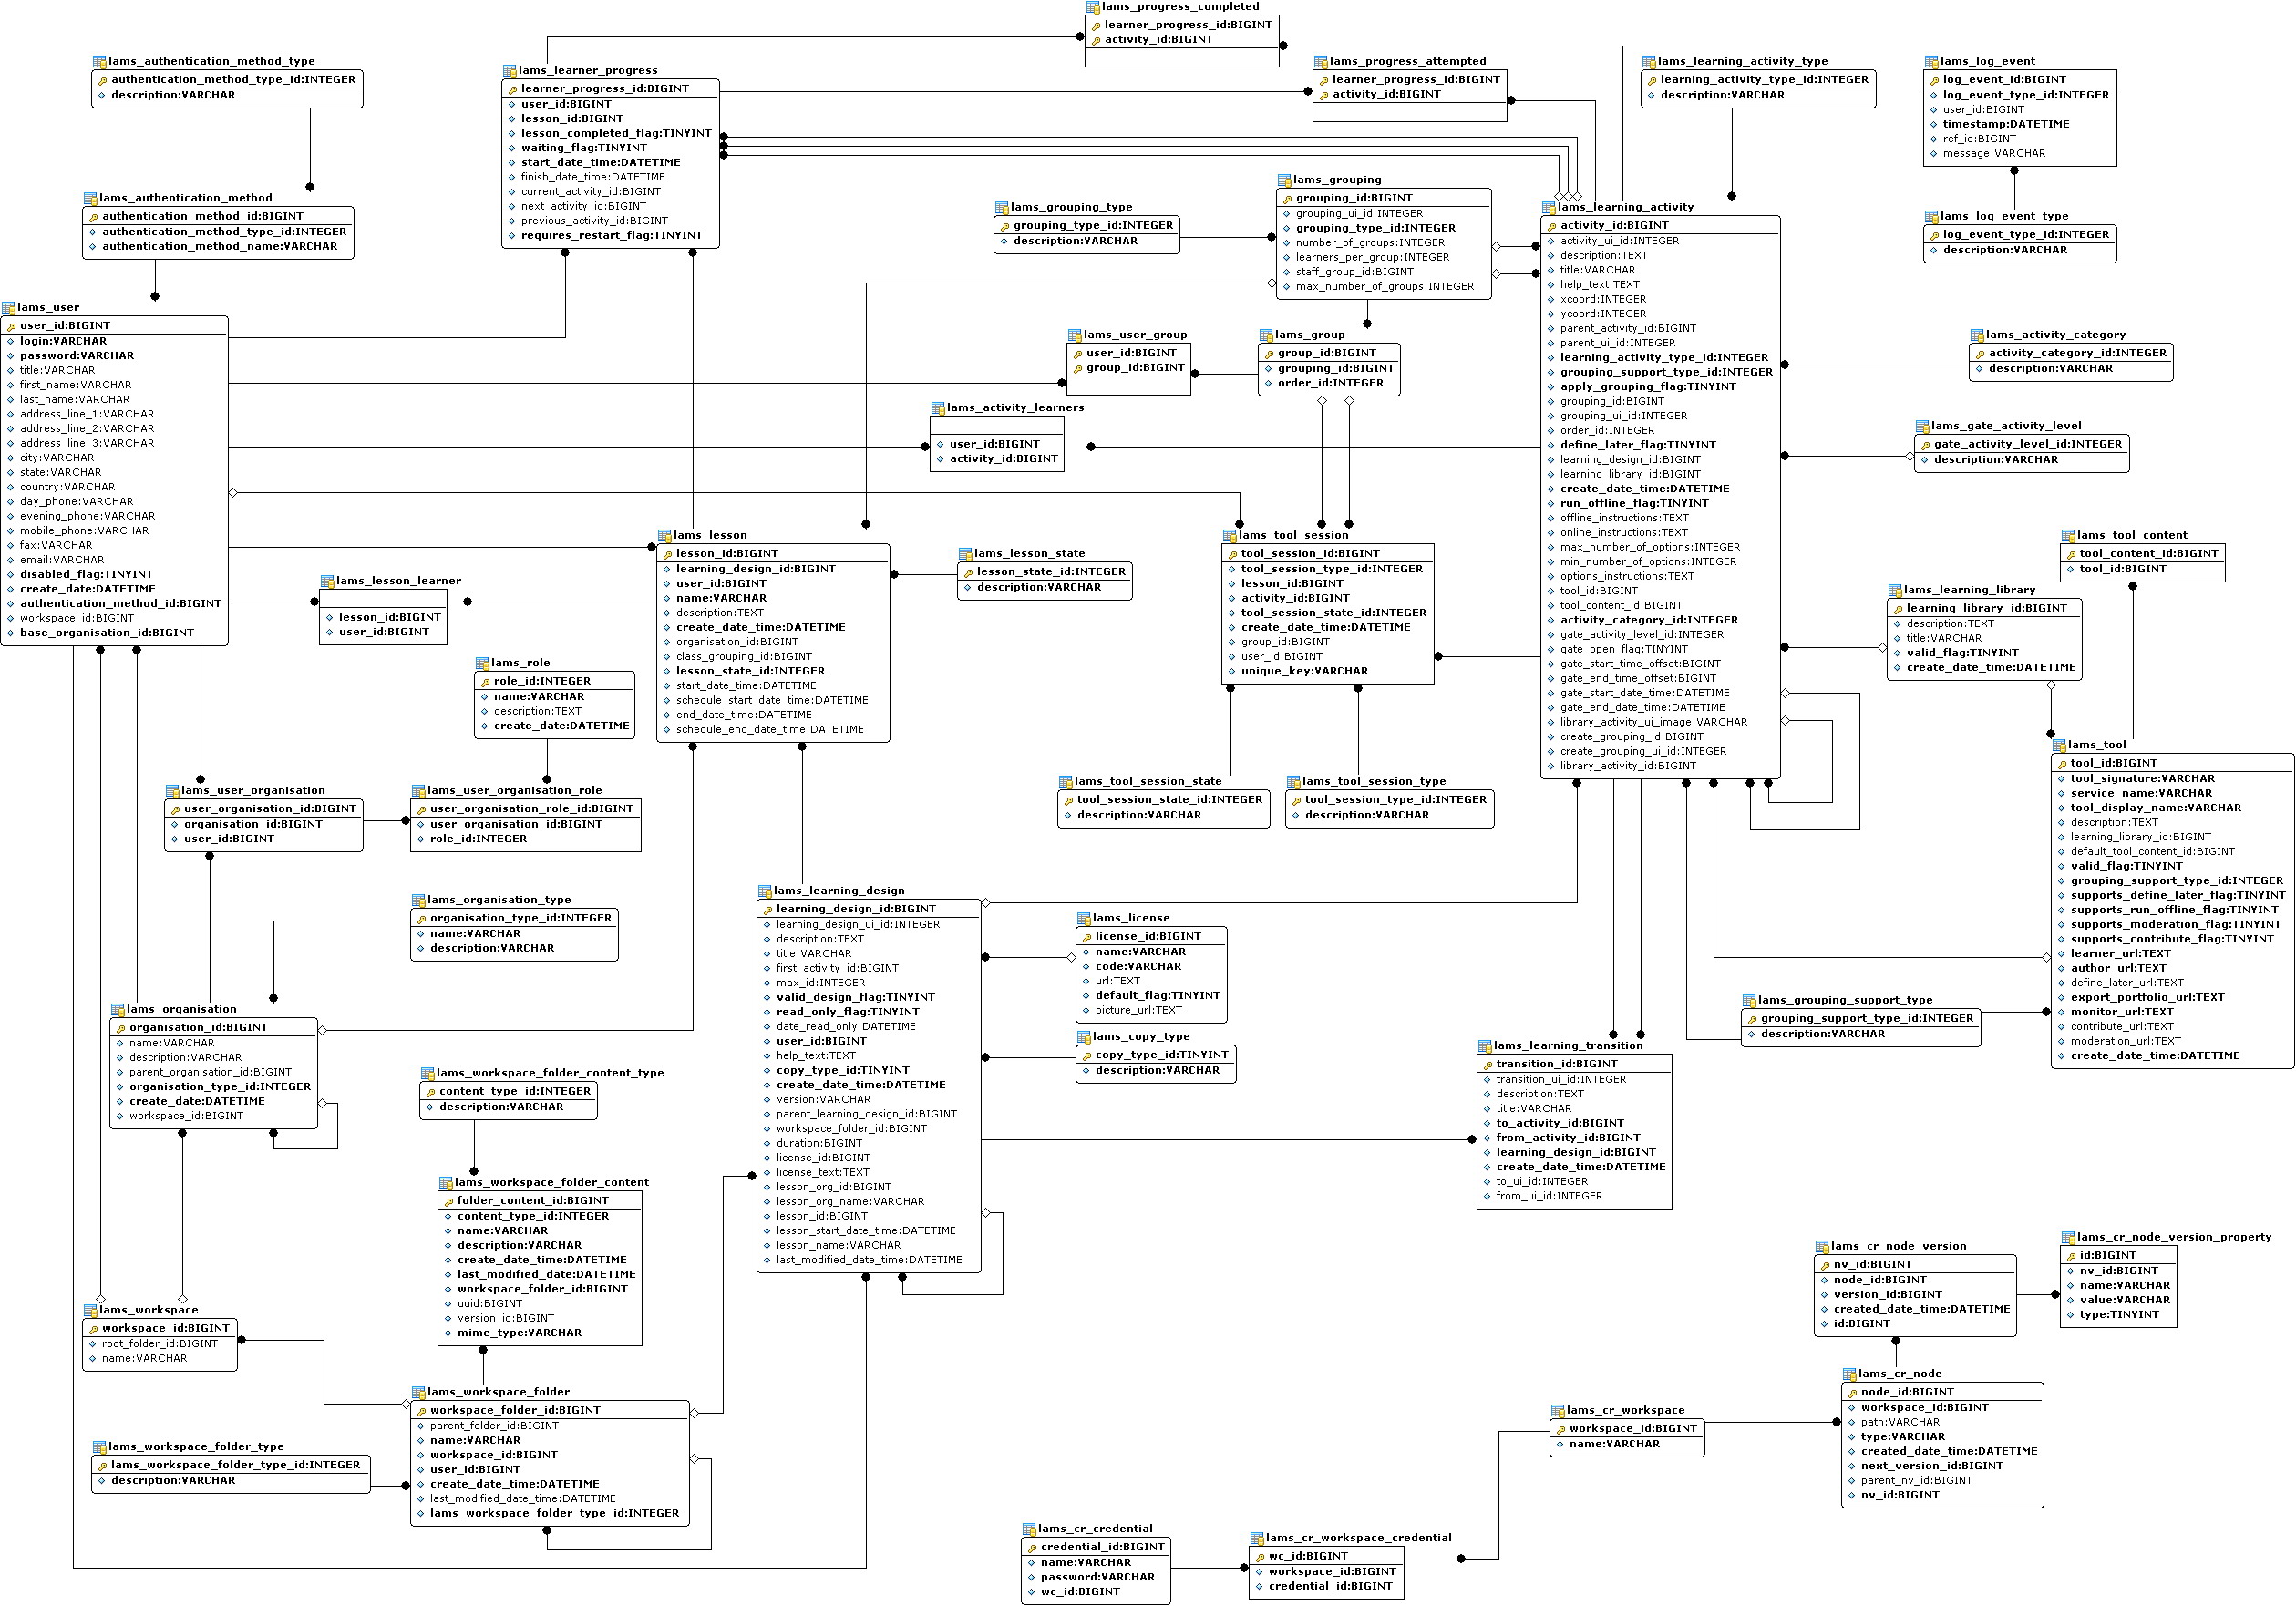 lams_progress_completed
learner_progress_id:BIGINT
activity_id:BIGINT
lams_authentication_method_type
authentication_method_type_id:INTEGER
description:VARCHAR
lams_learner_progress
learner_progress_id:BIGINT
user_id:BIGINT
lesson_id:BIGINT
lesson_completed_flag:TINYINT
waiting_flag:TINYINT
start_date_time:DATETIME
finish_date_time:DATETIME
current_activity_id:BIGINT
next_activity_id:BIGINT
previous_activity_id:BIGINT
requires_restart_flag:TINYINT
lams_progress_attempted
learner_progress_id:BIGINT
activity_id:BIGINT
lams_learning_activity_type
learning_activity_type_id:INTEGER
description:VARCHAR
lams_log_event
log_event_id:BIGINT
log_event_type_id:INTEGER
user_id:BIGINT
timestamp:DATETIME
ref_id:BIGINT
message:VARCHAR
lams_authentication_method
authentication_method_id:BIGINT
authentication_method_type_id:INTEGER
authentication_method_name:VARCHAR
lams_grouping_type
grouping_type_id:INTEGER
description:VARCHAR
lams_grouping
grouping_id:BIGINT
grouping_ui_id:INTEGER
grouping_type_id:INTEGER
number_of_groups:INTEGER
learners_per_group:INTEGER
staff_group_id:BIGINT
max_number_of_groups:INTEGER
lams_learning_activity
activity_id:BIGINT
activity_ui_id:INTEGER
description:TEXT
title:VARCHAR
help_text:TEXT
xcoord:INTEGER
ycoord:INTEGER
parent_activity_id:BIGINT
parent_ui_id:INTEGER
learning_activity_type_id:INTEGER
grouping_support_type_id:INTEGER
apply_grouping_flag:TINYINT
grouping_id:BIGINT
grouping_ui_id:INTEGER
order_id:INTEGER
define_later_flag:TINYINT
learning_design_id:BIGINT
learning_library_id:BIGINT
create_date_time:DATETIME
run_offline_flag:TINYINT
offline_instructions:TEXT
online_instructions:TEXT
max_number_of_options:INTEGER
min_number_of_options:INTEGER
options_instructions:TEXT
tool_id:BIGINT
tool_content_id:BIGINT
activity_category_id:INTEGER
gate_activity_level_id:INTEGER
gate_open_flag:TINYINT
gate_start_time_offset:BIGINT
gate_end_time_offset:BIGINT
gate_start_date_time:DATETIME
gate_end_date_time:DATETIME
library_activity_ui_image:VARCHAR
create_grouping_id:BIGINT
create_grouping_ui_id:INTEGER
library_activity_id:BIGINT
lams_log_event_type
log_event_type_id:INTEGER
description:VARCHAR
lams_user
user_id:BIGINT
login:VARCHAR
password:VARCHAR
title:VARCHAR
first_name:VARCHAR
last_name:VARCHAR
address_line_1:VARCHAR
address_line_2:VARCHAR
address_line_3:VARCHAR
city:VARCHAR
state:VARCHAR
country:VARCHAR
day_phone:VARCHAR
evening_phone:VARCHAR
mobile_phone:VARCHAR
fax:VARCHAR
email:VARCHAR
disabled_flag:TINYINT
create_date:DATETIME
authentication_method_id:BIGINT
workspace_id:BIGINT
base_organisation_id:BIGINT
lams_user_group
user_id:BIGINT
group_id:BIGINT
lams_group
group_id:BIGINT
grouping_id:BIGINT
order_id:INTEGER
lams_activity_category
activity_category_id:INTEGER
description:VARCHAR
lams_activity_learners
user_id:BIGINT
activity_id:BIGINT
lams_gate_activity_level
gate_activity_level_id:INTEGER
description:VARCHAR
lams_lesson
lesson_id:BIGINT
learning_design_id:BIGINT
user_id:BIGINT
name:VARCHAR
description:TEXT
create_date_time:DATETIME
organisation_id:BIGINT
class_grouping_id:BIGINT
lesson_state_id:INTEGER
start_date_time:DATETIME
schedule_start_date_time:DATETIME
end_date_time:DATETIME
schedule_end_date_time:DATETIME
lams_lesson_state
lesson_state_id:INTEGER
description:VARCHAR
lams_tool_session
tool_session_id:BIGINT
tool_session_type_id:INTEGER
lesson_id:BIGINT
activity_id:BIGINT
tool_session_state_id:INTEGER
create_date_time:DATETIME
group_id:BIGINT
user_id:BIGINT
unique_key:VARCHAR
lams_tool_content
tool_content_id:BIGINT
tool_id:BIGINT
lams_lesson_learner
lesson_id:BIGINT
user_id:BIGINT
lams_learning_library
learning_library_id:BIGINT
description:TEXT
title:VARCHAR
valid_flag:TINYINT
create_date_time:DATETIME
lams_role
role_id:INTEGER
name:VARCHAR
description:TEXT
create_date:DATETIME
lams_tool
tool_id:BIGINT
tool_signature:VARCHAR
service_name:VARCHAR
tool_display_name:VARCHAR
description:TEXT
learning_library_id:BIGINT
default_tool_content_id:BIGINT
valid_flag:TINYINT
grouping_support_type_id:INTEGER
supports_define_later_flag:TINYINT
supports_run_offline_flag:TINYINT
supports_moderation_flag:TINYINT
supports_contribute_flag:TINYINT
learner_url:TEXT
author_url:TEXT
define_later_url:TEXT
export_portfolio_url:TEXT
monitor_url:TEXT
contribute_url:TEXT
moderation_url:TEXT
create_date_time:DATETIME
lams_user_organisation
user_organisation_id:BIGINT
organisation_id:BIGINT
user_id:BIGINT
lams_user_organisation_role
user_organisation_role_id:BIGINT
user_organisation_id:BIGINT
role_id:INTEGER
lams_tool_session_state
tool_session_state_id:INTEGER
description:VARCHAR
lams_tool_session_type
tool_session_type_id:INTEGER
description:VARCHAR
lams_organisation_type
organisation_type_id:INTEGER
name:VARCHAR
description:VARCHAR
lams_learning_design
learning_design_id:BIGINT
learning_design_ui_id:INTEGER
description:TEXT
title:VARCHAR
first_activity_id:BIGINT
max_id:INTEGER
valid_design_flag:TINYINT
read_only_flag:TINYINT
date_read_only:DATETIME
user_id:BIGINT
help_text:TEXT
copy_type_id:TINYINT
create_date_time:DATETIME
version:VARCHAR
parent_learning_design_id:BIGINT
workspace_folder_id:BIGINT
duration:BIGINT
license_id:BIGINT
license_text:TEXT
lesson_org_id:BIGINT
lesson_org_name:VARCHAR
lesson_id:BIGINT
lesson_start_date_time:DATETIME
lesson_name:VARCHAR
last_modified_date_time:DATETIME
lams_license
license_id:BIGINT
name:VARCHAR
code:VARCHAR
url:TEXT
default_flag:TINYINT
picture_url:TEXT
lams_organisation
organisation_id:BIGINT
name:VARCHAR
description:VARCHAR
parent_organisation_id:BIGINT
organisation_type_id:INTEGER
create_date:DATETIME
workspace_id:BIGINT
lams_grouping_support_type
grouping_support_type_id:INTEGER
description:VARCHAR
lams_copy_type
copy_type_id:TINYINT
description:VARCHAR
lams_learning_transition
transition_id:BIGINT
transition_ui_id:INTEGER
description:TEXT
title:VARCHAR
to_activity_id:BIGINT
from_activity_id:BIGINT
learning_design_id:BIGINT
create_date_time:DATETIME
to_ui_id:INTEGER
from_ui_id:INTEGER
lams_workspace_folder_content_type
content_type_id:INTEGER
description:VARCHAR
lams_workspace_folder_content
folder_content_id:BIGINT
content_type_id:INTEGER
name:VARCHAR
description:VARCHAR
create_date_time:DATETIME
last_modified_date:DATETIME
workspace_folder_id:BIGINT
uuid:BIGINT
version_id:BIGINT
mime_type:VARCHAR
lams_cr_node_version
nv_id:BIGINT
node_id:BIGINT
version_id:BIGINT
created_date_time:DATETIME
id:BIGINT
lams_cr_node_version_property
id:BIGINT
nv_id:BIGINT
name:VARCHAR
value:VARCHAR
type:TINYINT
lams_workspace
workspace_id:BIGINT
root_folder_id:BIGINT
name:VARCHAR
lams_cr_node
node_id:BIGINT
workspace_id:BIGINT
path:VARCHAR
type:VARCHAR
created_date_time:DATETIME
next_version_id:BIGINT
parent_nv_id:BIGINT
nv_id:BIGINT
lams_workspace_folder
workspace_folder_id:BIGINT
parent_folder_id:BIGINT
name:VARCHAR
workspace_id:BIGINT
user_id:BIGINT
create_date_time:DATETIME
last_modified_date_time:DATETIME
lams_workspace_folder_type_id:INTEGER
lams_cr_workspace
workspace_id:BIGINT
name:VARCHAR
lams_workspace_folder_type
lams_workspace_folder_type_id:INTEGER
description:VARCHAR
lams_cr_credential
credential_id:BIGINT
name:VARCHAR
password:VARCHAR
wc_id:BIGINT
lams_cr_workspace_credential
wc_id:BIGINT
workspace_id:BIGINT
credential_id:BIGINT